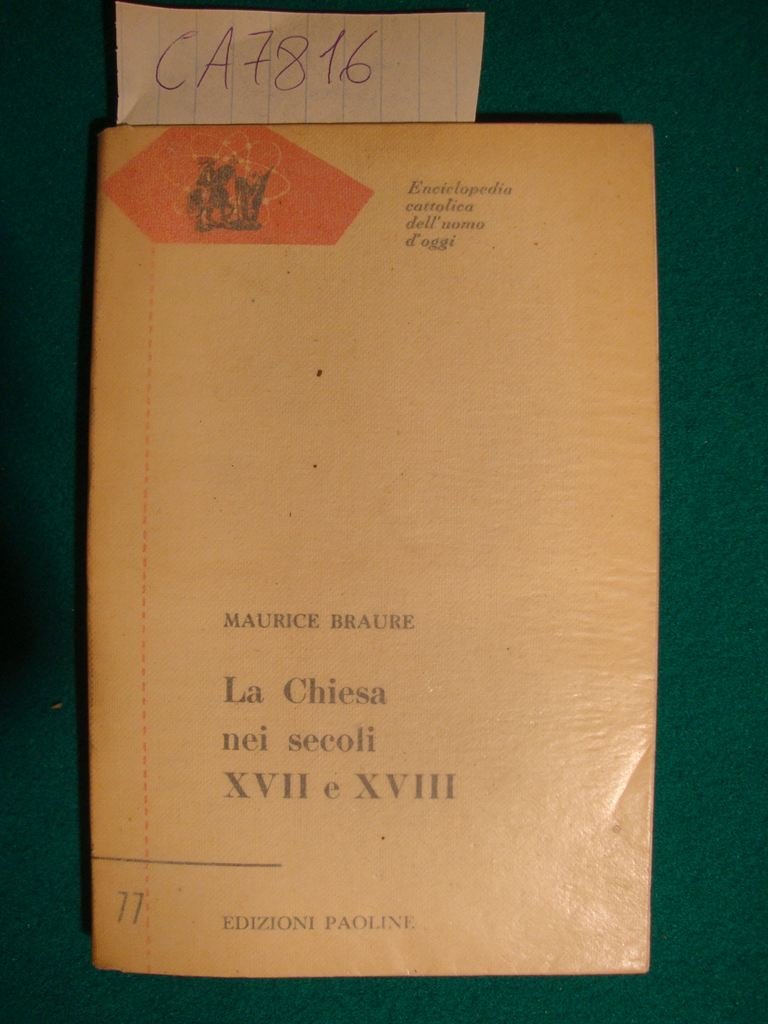 CA7816
Enciclopedia
cattolica
dell'uomo
d'oggi
MAURICE BRAURE
La Chiesa
nei secoli
XVII e XVIII
77
EDIZIONI PAOLINE